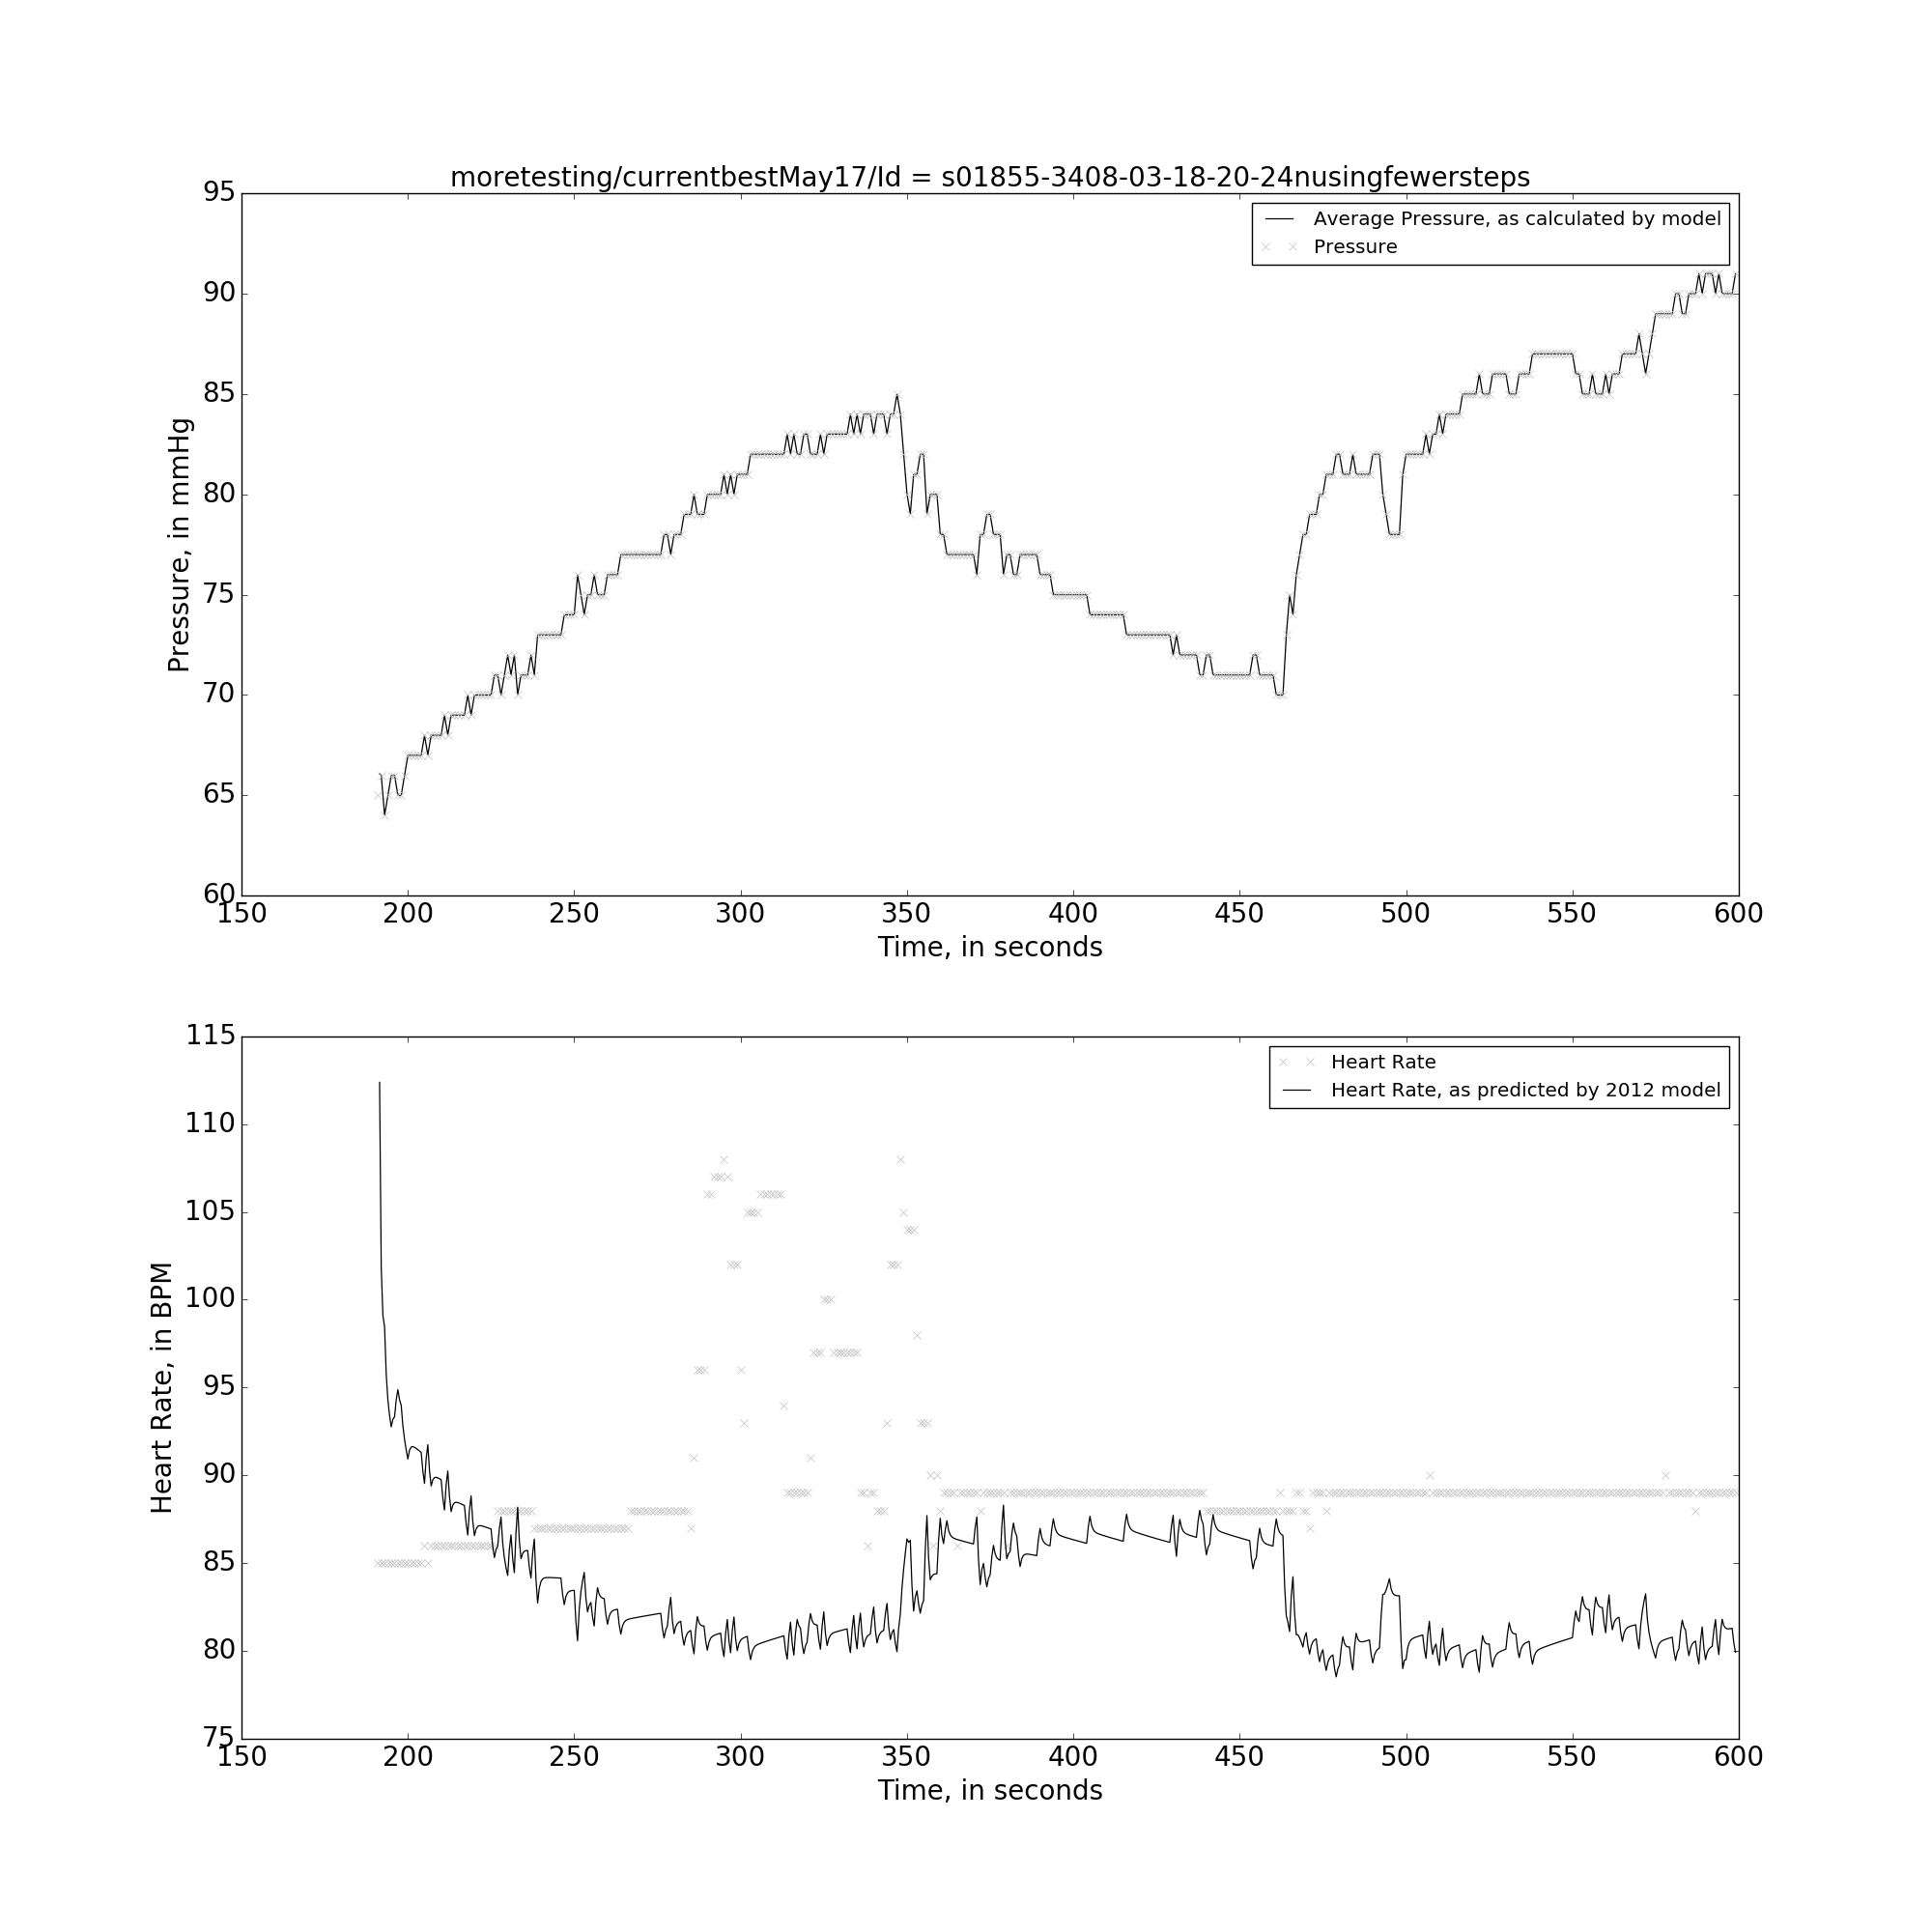 moretesting/currentbestMay17/Id = s01855-3408-03-18-20-24nusingfewersteps
95
90
85
80
75
70
65
60
Pressure, in mmHg
Average Pressure, as calculated by model
Pressure
150 200 250 300 350 400 450 500 550 600
Time, in seconds
115
110
105
100
95
90
85
80
75
Heart Rate, in BPM
Heart Rate
Heart Rate, as predicted by 2012 model
150 200 250 300 350 400 450 500 550 600
Time, in seconds